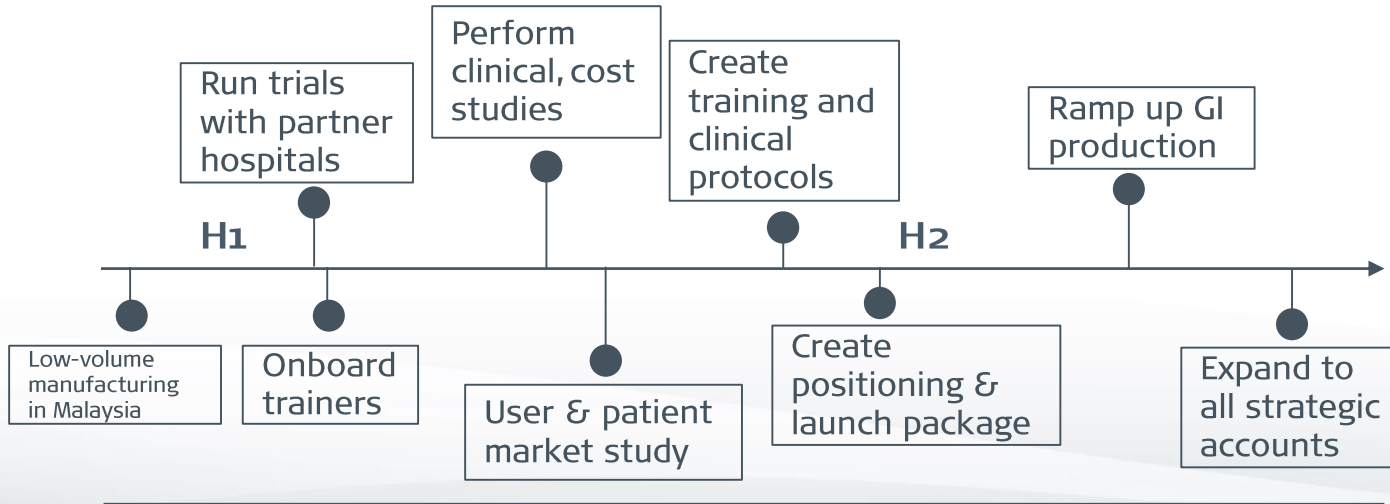 Perform
clinical, cost
studies
Run trials
with partner
hospitals
Create
training and
clinical
protocols
Ramp up GI
production
H1
H2
Low-volume
manufacturing
in Malaysia
Onboard
trainers
User & patient
market study
Create
positioning &
launch package
Expand to
all strategic
accounts